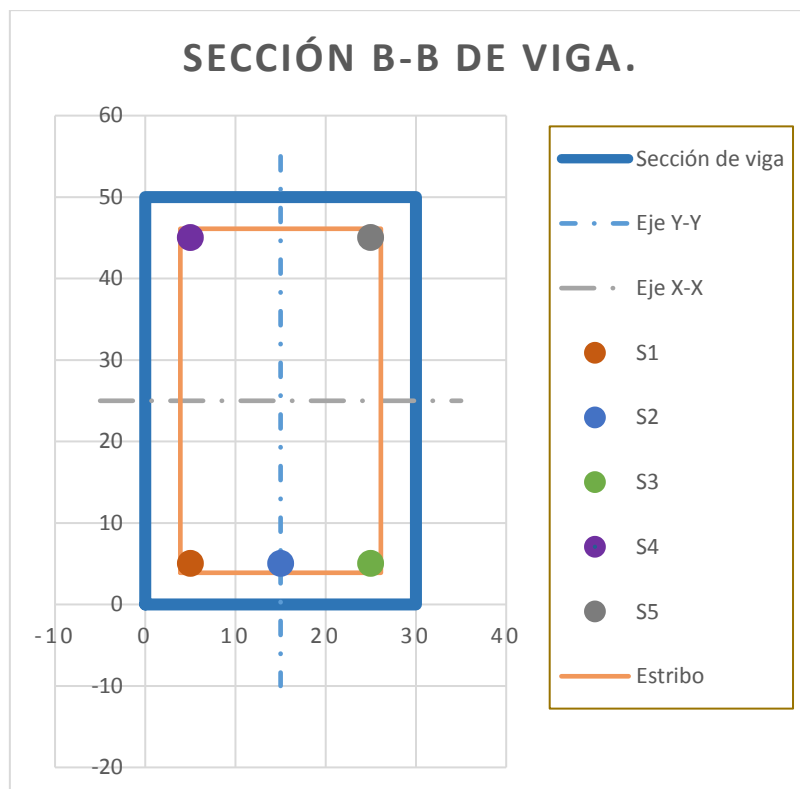 SECCIÓN B-B DE VIGA.
60
50
40
30
20
10
0
-10
-20
-10 0 10 20 30 40
Sección de viga
Eje Y-Y
Eje X-X
S1
S2
S3
S4
S5
Estribo